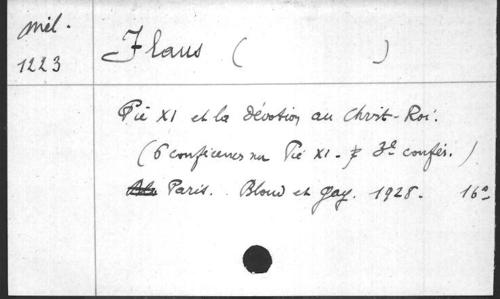 mél.
1223
Flaus ( )
Pie XI et la dévotion au Christ-Roi.
(6 conférences sur Pie XI - 3e confér.)
Paris. Bloud et Gay. 1928. 16°